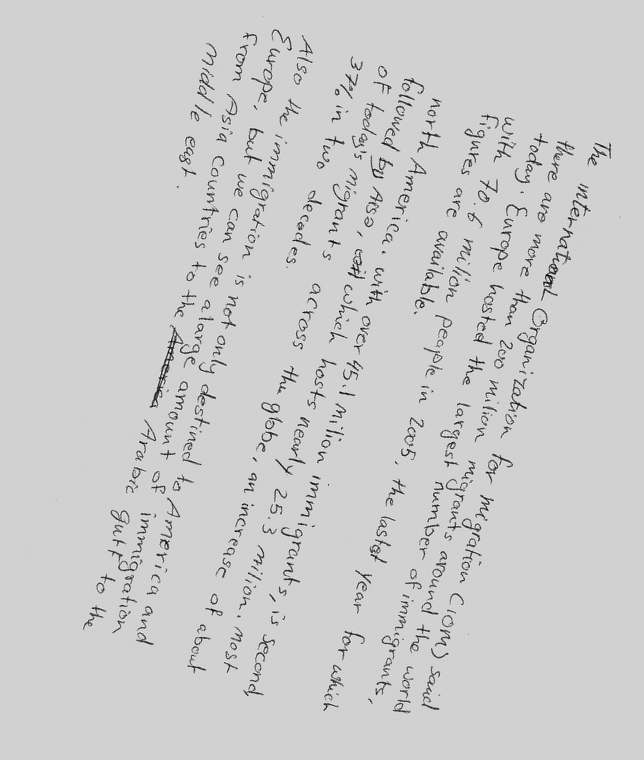 The International Organization for migration (IOM) said
there are more than 200 milion migrants around the world
today. Europe hosted the largest number of immigrants,
with 70.6 milion people in 2005, the lastest year for which
figures are available.
north America, with over 45.1 milion immigrants, is second,
followed by Aisa, which hosts nearly 25.3 milion. most
of today's migrants across the globe, an increase of about
37% in two decades.
Also the immigration is not only destined to America and
Europe, but we can see a large amount of immigration
from Asia countries to the Arabic gulf to the
middle east.